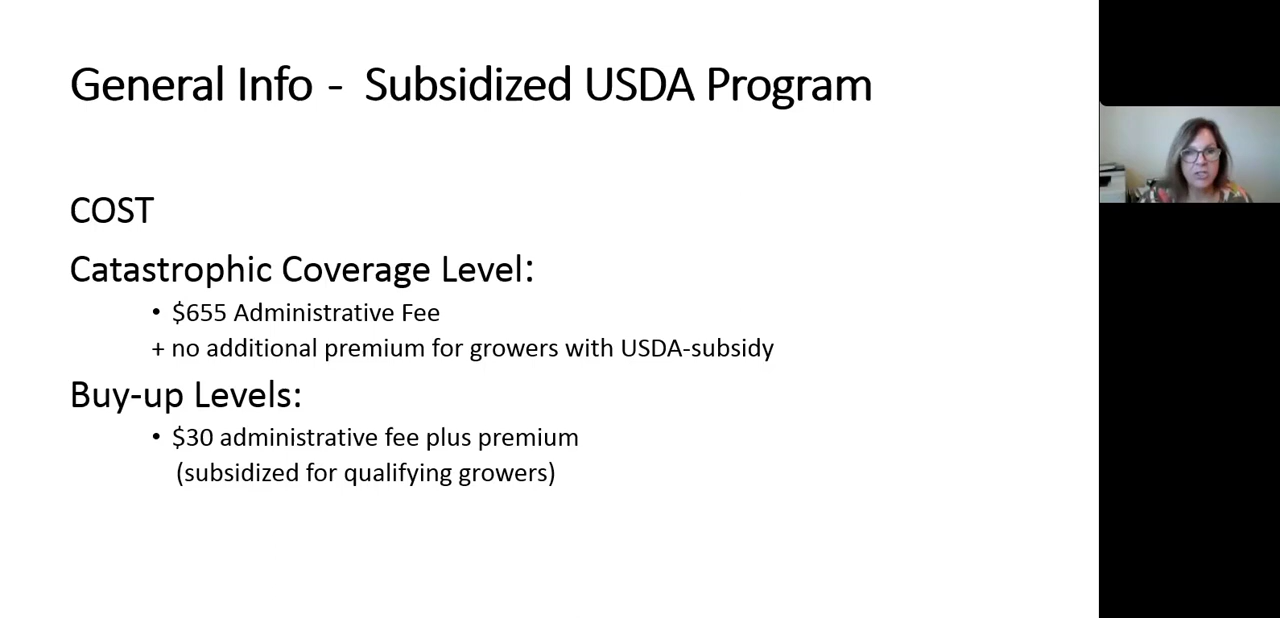 General Info -  Subsidized USDA Program
COST
Catastrophic Coverage Level:
• $655 Administrative Fee
+ no additional premium for growers with USDA-subsidy
Buy-up Levels:
• $30 administrative fee plus premium
(subsidized for qualifying growers)